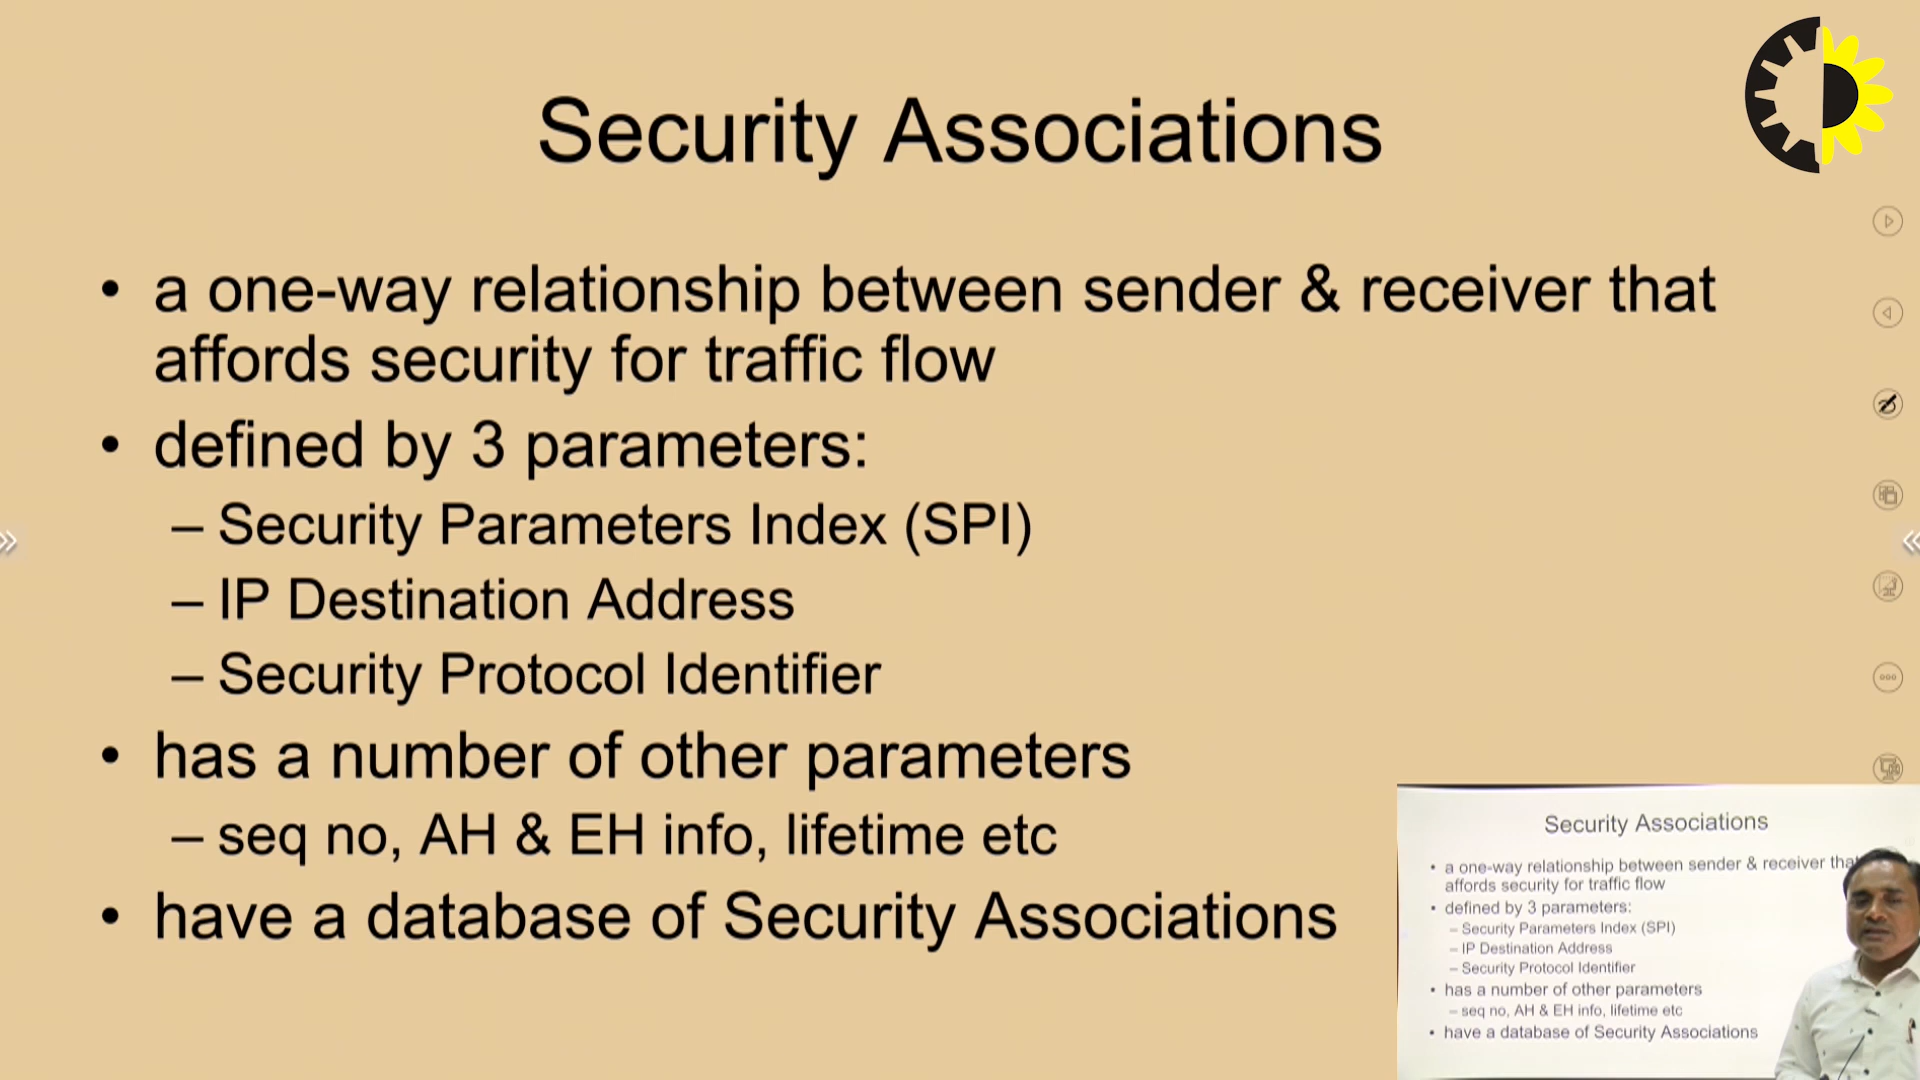 Security Associations
• a one-way relationship between sender & receiver that
affords security for traffic flow
• defined by 3 parameters:
– Security Parameters Index (SPI)
– IP Destination Address
– Security Protocol Identifier
• has a number of other parameters
– seq no, AH & EH info, lifetime etc
• have a database of Security Associations
Security Associations
• a one-way relationship between sender & receiver that
affords security for traffic flow
• defined by 3 parameters:
– Security Parameters Index (SPI)
– IP Destination Address
– Security Protocol Identifier
• has a number of other parameters
– seq no, AH & EH info, lifetime etc
• have a database of Security Associations